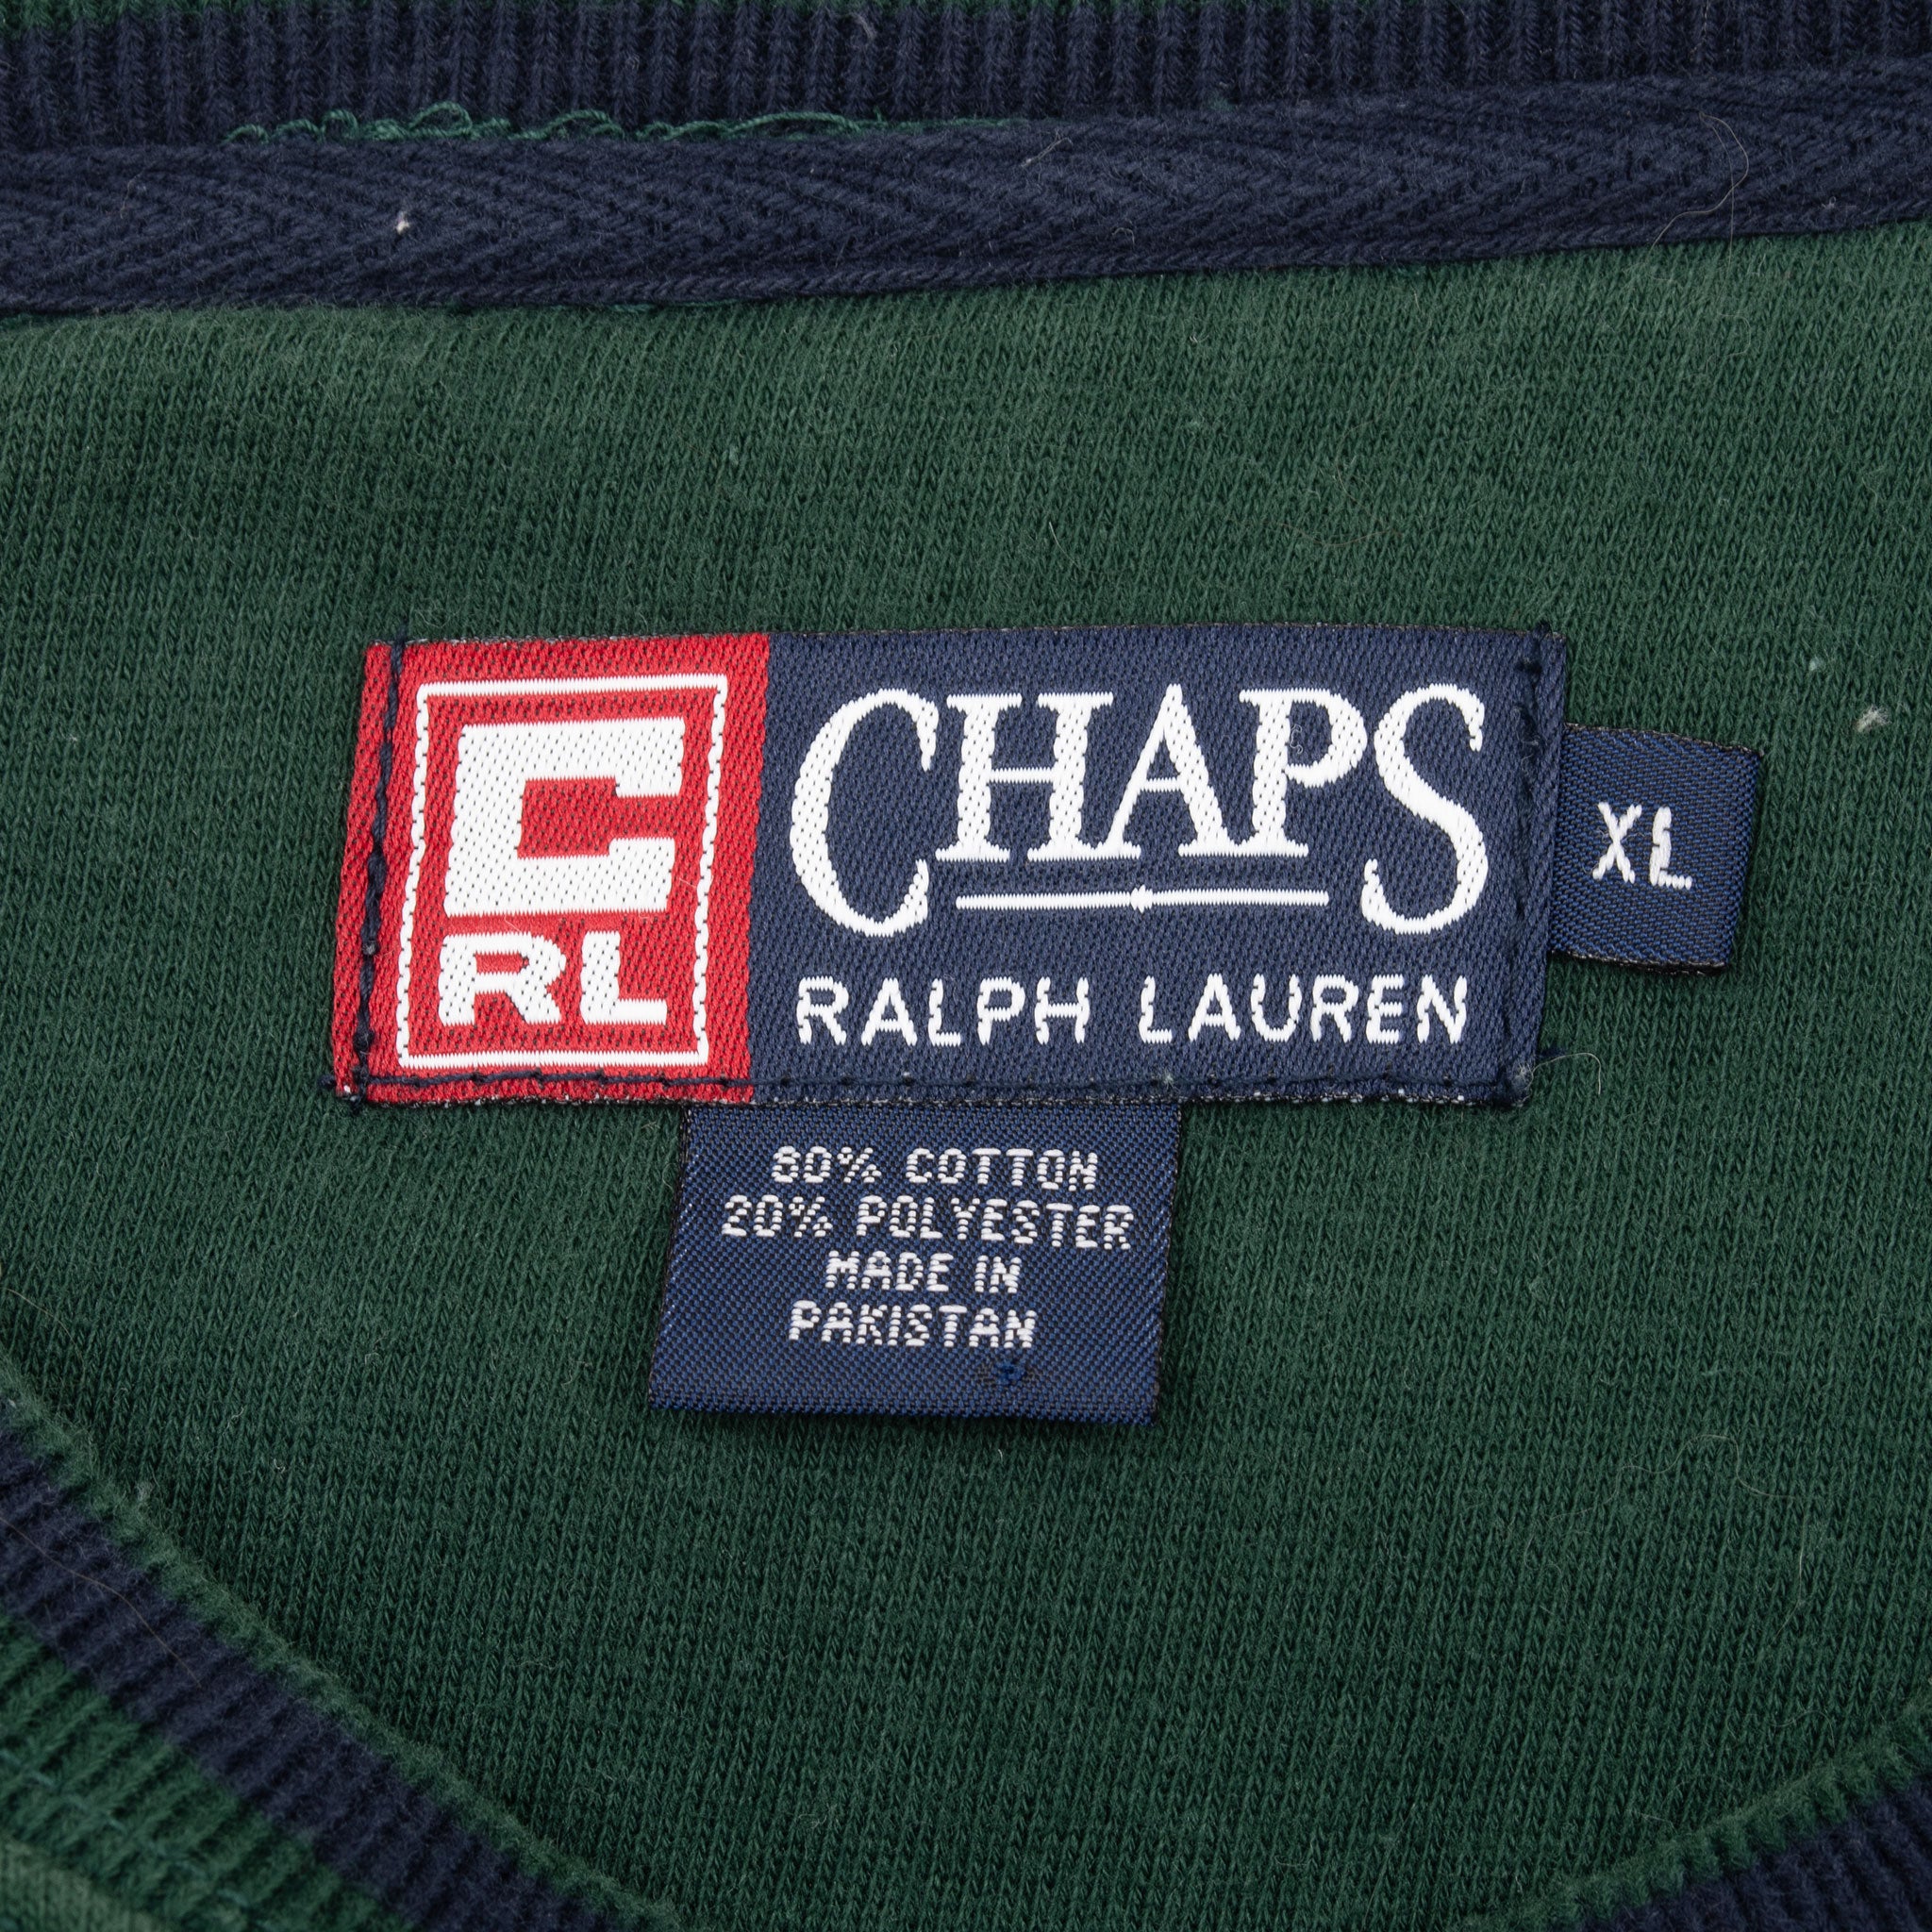 C
RL
CHAPS
RALPH LAUREN
XL
80% COTTON
20% POLYESTER
MADE IN
PAKISTAN